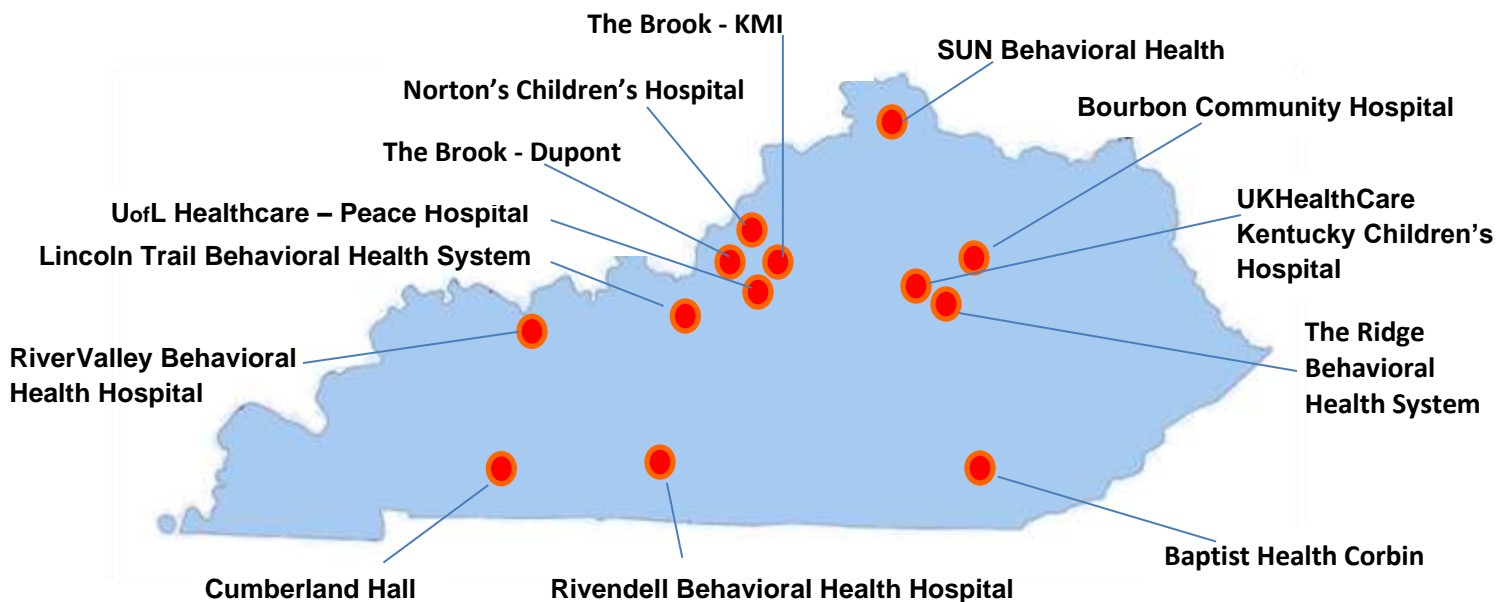 The Brook - KMI
SUN Behavioral Health
Norton's Children's Hospital
Bourbon Community Hospital
The Brook - Dupont
UofL Healthcare – Peace Hospital
UKHealthCare
Kentucky Children's
Hospital
Lincoln Trail Behavioral Health System
RiverValley Behavioral
Health Hospital
The Ridge
Behavioral
Health System
Baptist Health Corbin
Cumberland Hall
Rivendell Behavioral Health Hospital